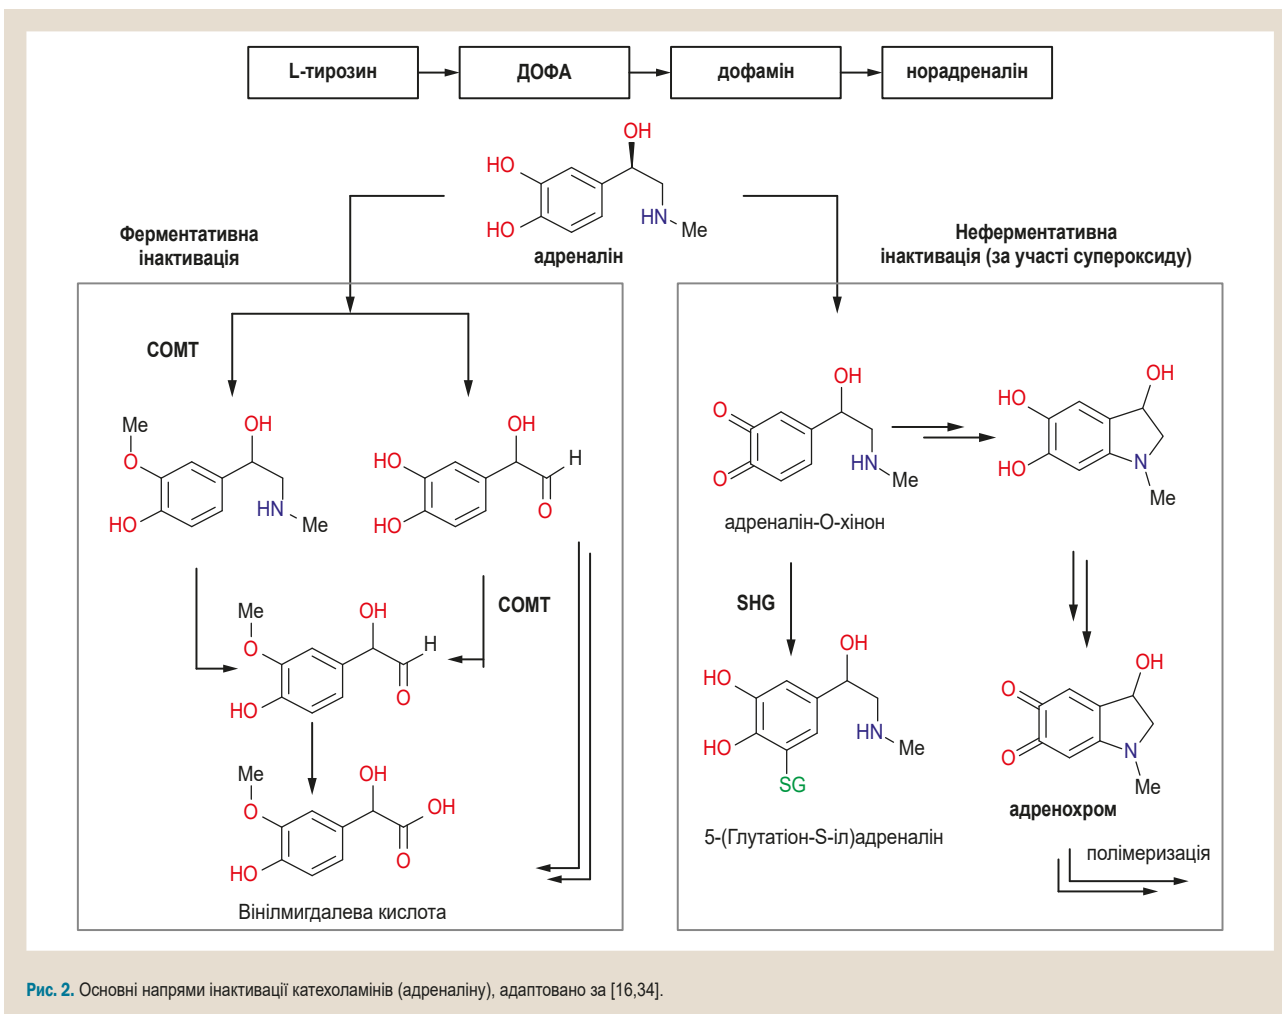 L-тирозин
ДОФА
дофамін
норадреналін
OH
HO
HO
HN
Me
адреналін
Ферментативна
інактивація
Неферментативна
інактивація (за участі супероксиду)
COMT
Me
O
HO
OH
HN
Me
HO
HO
OH
H
O
COMT
Me
O
HO
OH
H
O
Me
O
HO
OH
OH
O
Вінілмигдалева кислота
O
O
OH
HN
Me
адреналін-О-хінон
HO
HO
OH
N
Me
SHG
HO
HO
OH
HN
Me
SG
5-(Глутатіон-S-іл)адреналін
O
O
OH
N
Me
адренохром
полімеризація
Рис. 2. Основні напрями інактивації катехоламінів (адреналіну), адаптовано за [16,34].